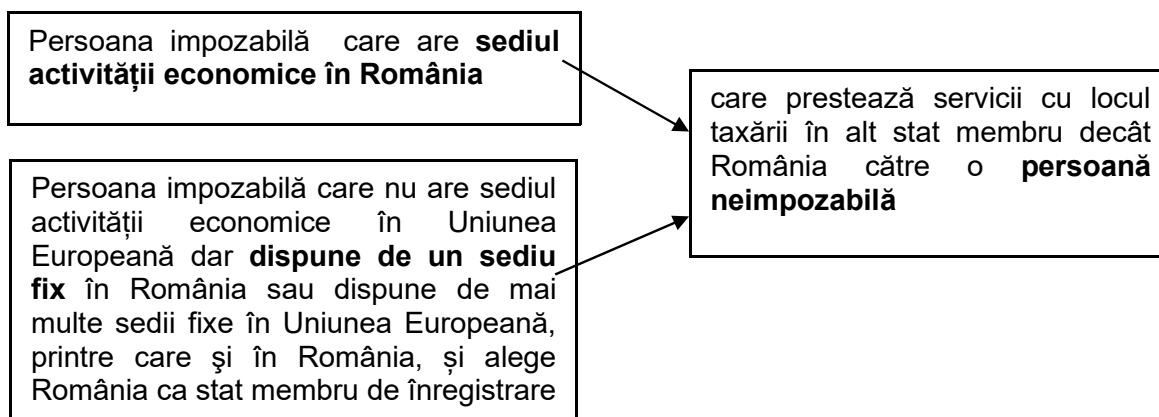 Persoana impozabilă care are sediul
activității economice în România
care prestează servicii cu locul
taxării în alt stat membru decât
România către o persoană
neimpozabilă
Persoana impozabilă care nu are sediul
activității economice în Uniunea
Europeană dar dispune de un sediu
fix în România sau dispune de mai
multe sedii fixe în Uniunea Europeană,
printre care şi în România, și alege
România ca stat membru de înregistrare